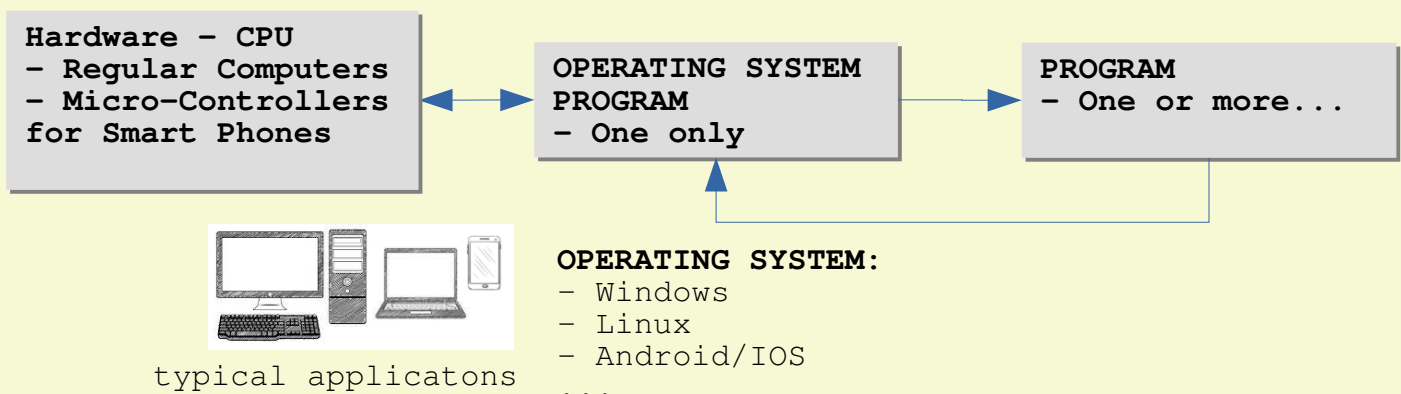 Hardware – CPU
– Regular Computers
– Micro-Controllers
for Smart Phones
OPERATING SYSTEM
PROGRAM
– One only
PROGRAM
– One or more...
OPERATING SYSTEM:
– Windows
– Linux
– Android/IOS
...
typical applicatons